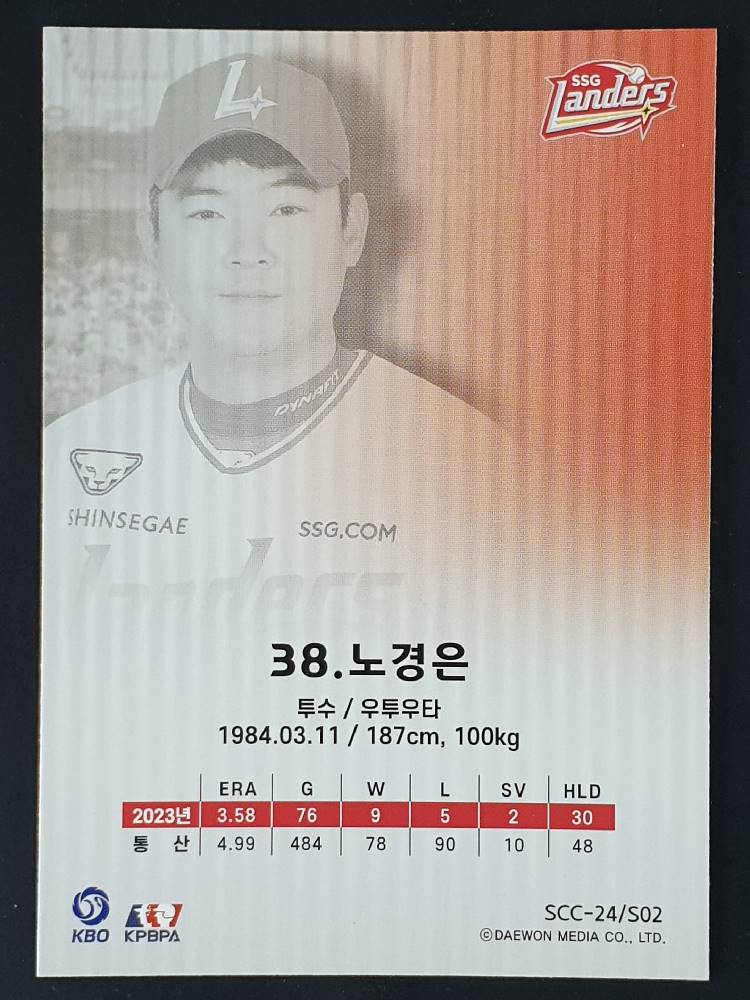 L
SSG
Landers
DYNAFIT
SHINSEGAE
SSG.COM
Landers
38.노경은
투수 / 우투우타
1984.03.11 / 187cm, 100kg
ERA G W L SV HLD
2023년 3.58 76 9 5 2 30
통 산 4.99 484 78 90 10 48
KBO KPBPA
SCC-24/S02
©DAEWON MEDIA CO., LTD.